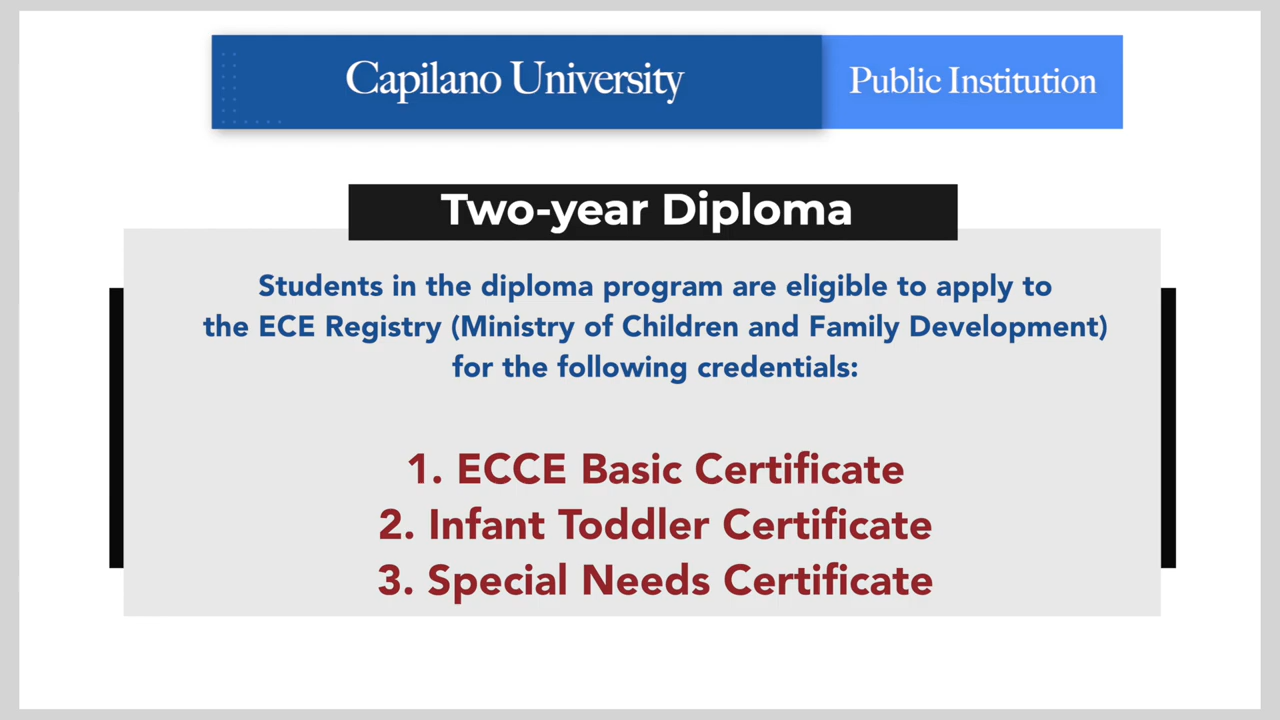 Capilano University
Public Institution
Two-year Diploma
Students in the diploma program are eligible to apply to
the ECE Registry (Ministry of Children and Family Development)
for the following credentials:
1. ECCE Basic Certificate
2. Infant Toddler Certificate
3. Special Needs Certificate